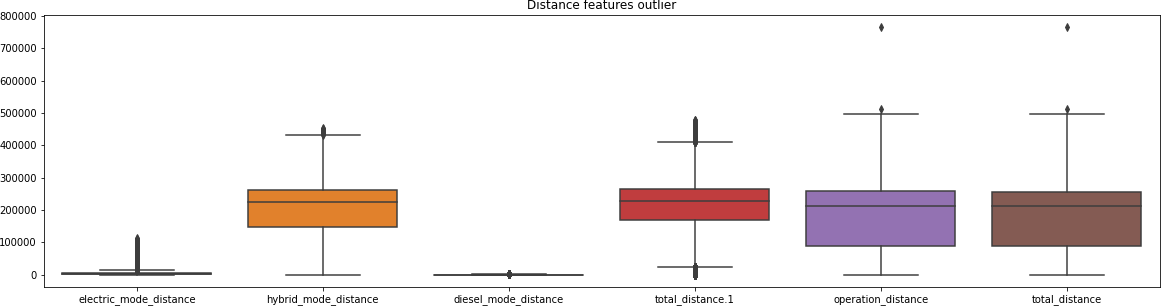 Distance features outlier
800000
700000
600000
500000
400000
300000
200000
100000
0
electric_mode_distance
hybrid_mode_distance
diesel_mode_distance
total_distance.1
operation_distance
total_distance